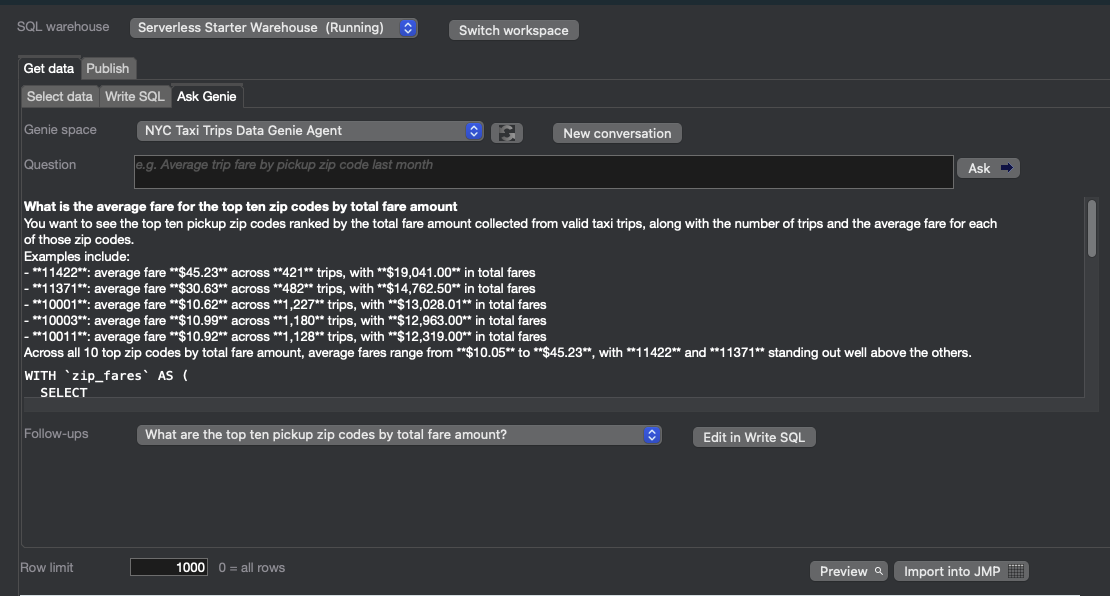 SQL warehouse Serverless Starter Warehouse (Running) Switch workspace
Get data Publish
Select data Write SQL Ask Genie
Genie space NYC Taxi Trips Data Genie Agent New conversation
Question e.g. Average trip fare by pickup zip code last month Ask
What is the average fare for the top ten zip codes by total fare amount
You want to see the top ten pickup zip codes ranked by the total fare amount collected from valid taxi trips, along with the number of trips and the average fare for each
of those zip codes.
Examples include:
- **11422**: average fare **$45.23** across **421** trips, with **$19,041.00** in total fares
- **11371**: average fare **$30.63** across **482** trips, with **$14,762.50** in total fares
- **10001**: average fare **$10.62** across **1,227** trips, with **$13,028.01** in total fares
- **10003**: average fare **$10.99** across **1,180** trips, with **$12,963.00** in total fares
- **10011**: average fare **$10.92** across **1,128** trips, with **$12,319.00** in total fares
Across all 10 top zip codes by total fare amount, average fares range from **$10.05** to **$45.23**, with **11422** and **11371** standing out well above the others.
WITH `zip_fares` AS (
SELECT
Follow-ups What are the top ten pickup zip codes by total fare amount? Edit in Write SQL
Row limit 1000 0 = all rows Preview Import into JMP